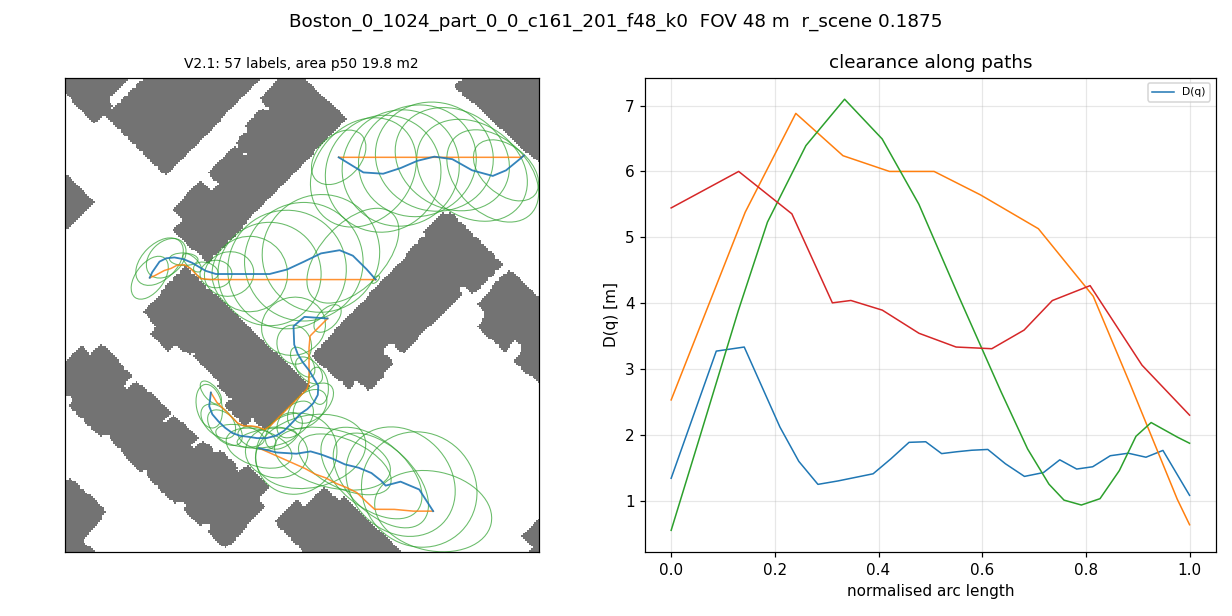 Boston_0_1024_part_0_0_c161_201_f48_k0 FOV 48 m r_scene 0.1875
V2.1: 57 labels, area p50 19.8 m2
clearance along paths
D(q)
7
6
5
4
3
2
1
D(q) [m]
0.0 0.2 0.4 0.6 0.8 1.0
normalised arc length